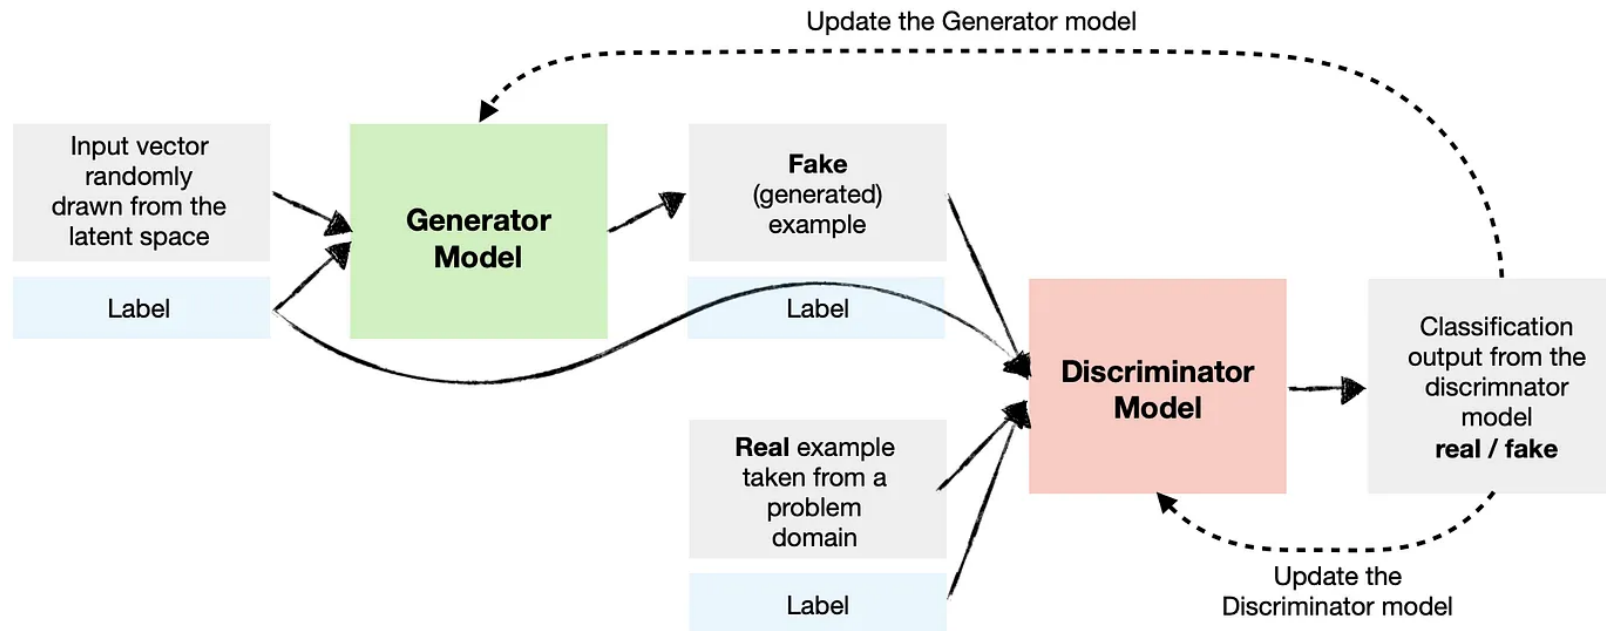 Update the Generator model
Input vector
randomly
drawn from the
latent space
Label
Generator
Model
Fake
(generated)
example
Label
Real example
taken from a
problem
domain
Label
Discriminator
Model
Classification
output from the
discrimnator
model
real / fake
Update the
Discriminator model